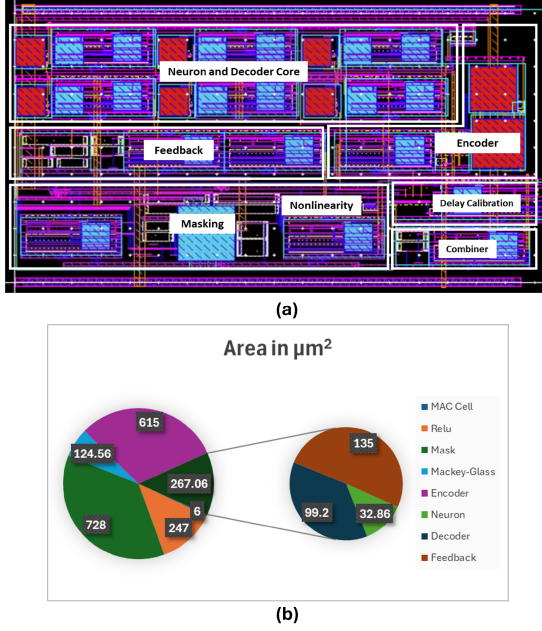 Neuron and Decoder Core
Feedback
Encoder
Nonlinearity
Masking
Delay Calibration
Combiner
(a)
Area in µm²
615
124.56
267.06
6
728
247
135
99.2
32.86
MAC Cell
Relu
Mask
Mackey-Glass
Encoder
Neuron
Decoder
Feedback
(b)